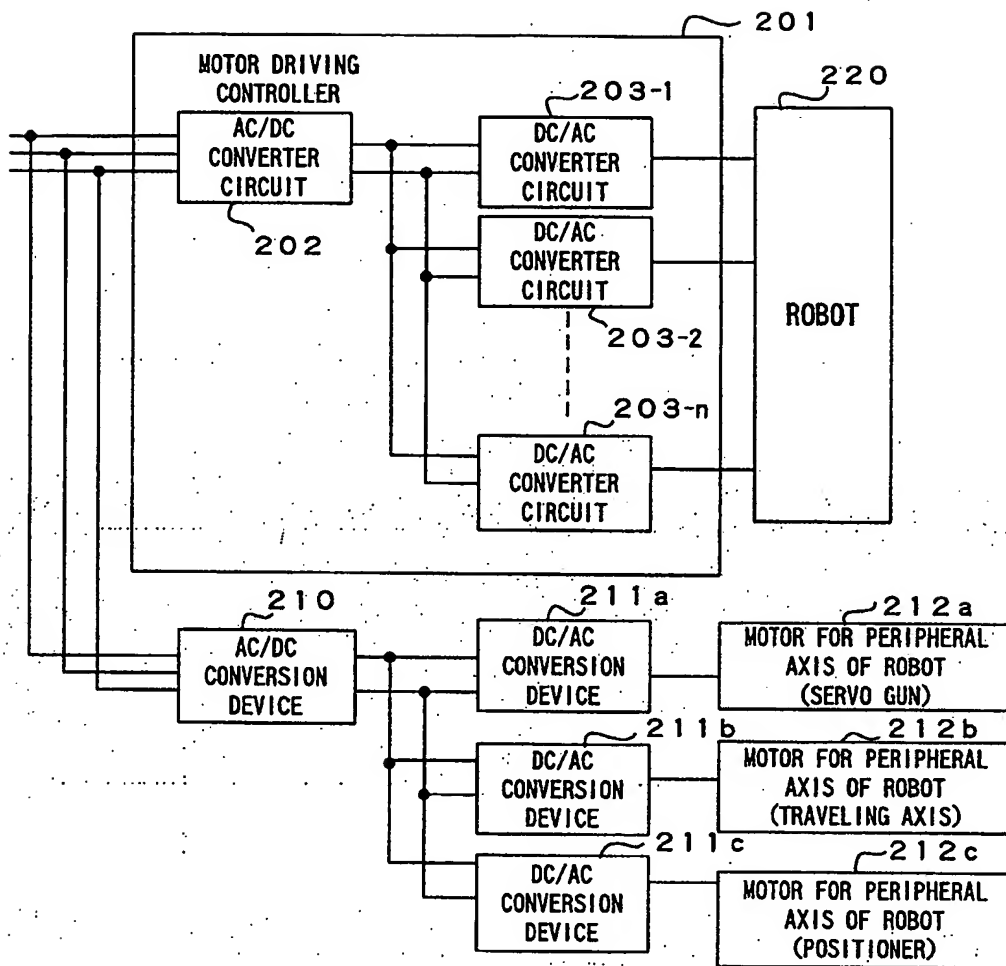 201
MOTOR DRIVING
CONTROLLER
220
203-1
AC/DC
CONVERTER
CIRCUIT
DC/AC
CONVERTER
CIRCUIT
202
DC/AC
CONVERTER
CIRCUIT
ROBOT
203-2
203-n
DC/AC
CONVERTER
CIRCUIT
210
211a
212a
AC/DC
CONVERSION
DEVICE
DC/AC
CONVERSION
DEVICE
MOTOR FOR PERIPHERAL
AXIS OF ROBOT
(SERVO GUN)
211b
212b
DC/AC
CONVERSION
DEVICE
MOTOR FOR PERIPHERAL
AXIS OF ROBOT
(TRAVELING AXIS)
211c
212c
DC/AC
CONVERSION
DEVICE
MOTOR FOR PERIPHERAL
AXIS OF ROBOT
(POSITIONER)